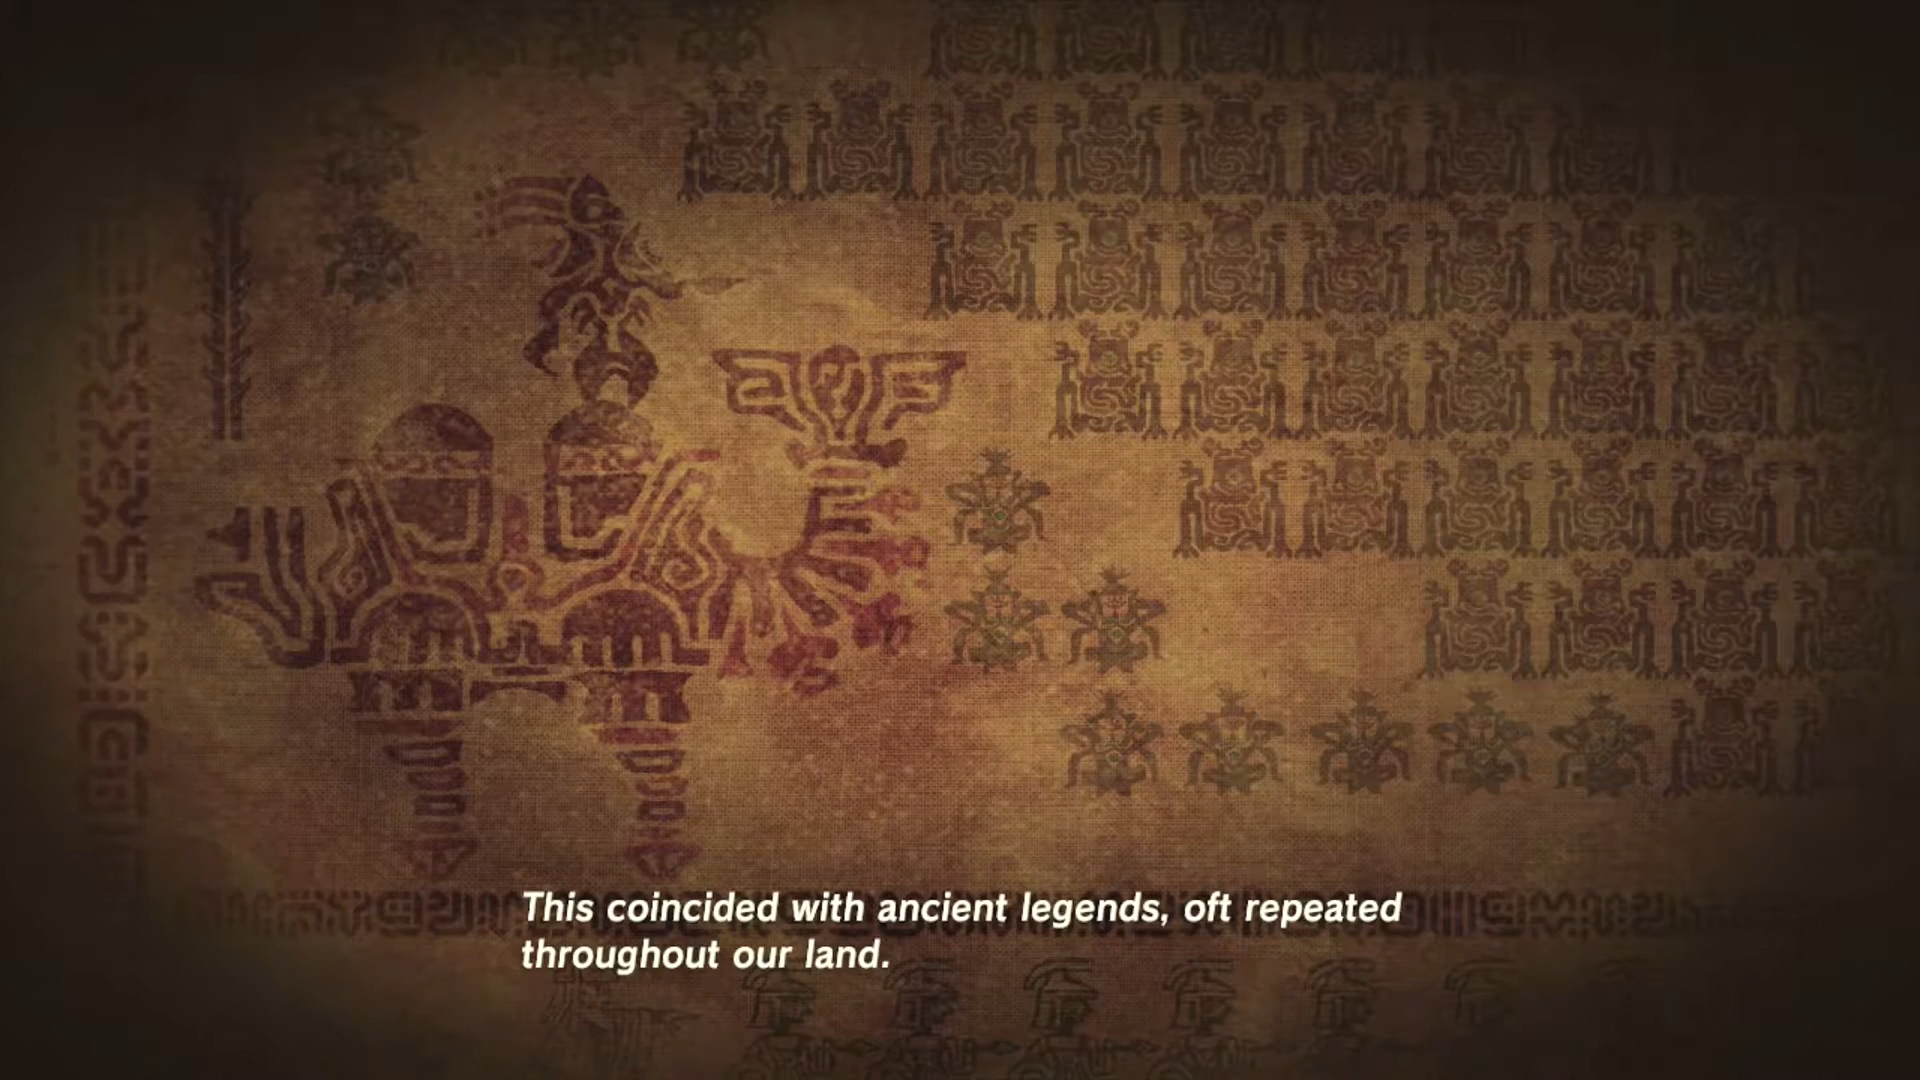 This coincided with ancient legends, oft repeated
throughout our land.